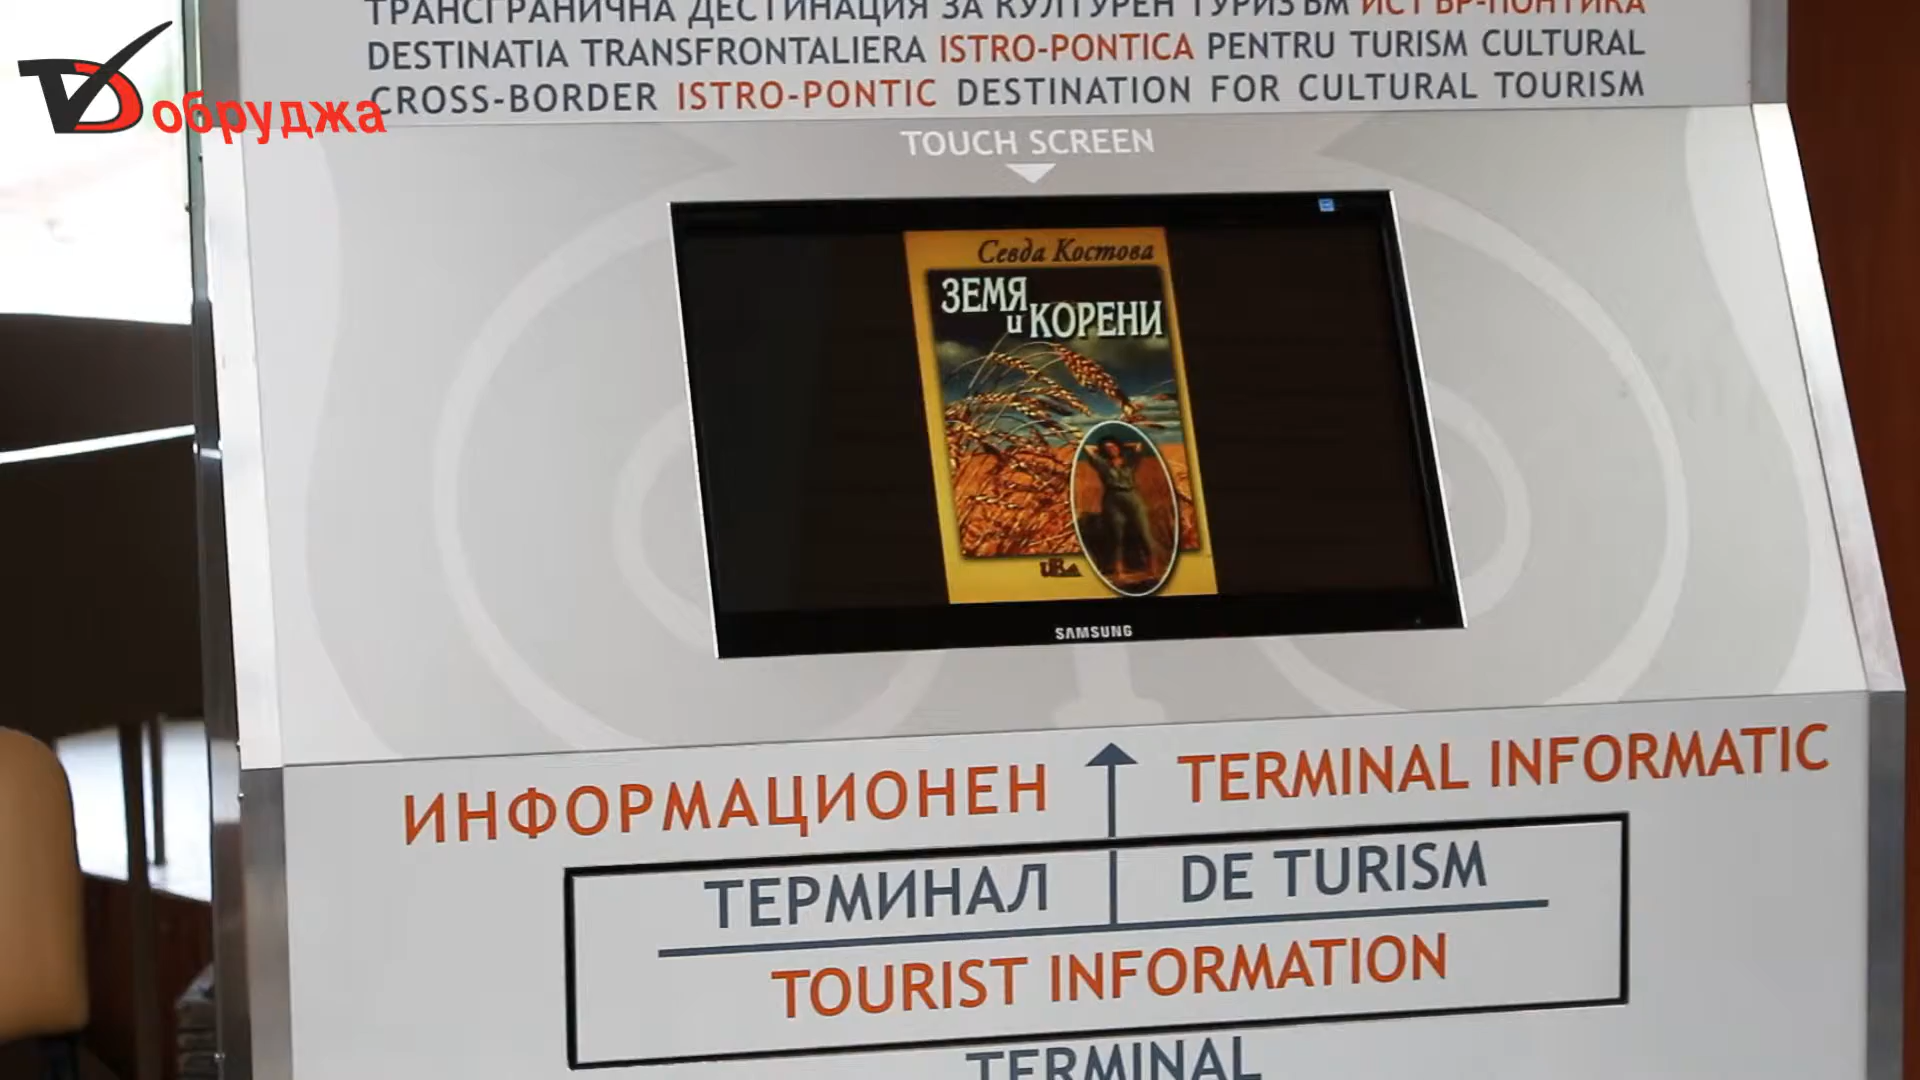 ТРАНСГРАНИЧНА ДЕСТИНАЦИЯ ЗА КУЛТУРЕН ТУРИЗЪМ ИСТЪР-ПОНТИКА
DESTINATIA TRANSFRONTALIERA ISTRO-PONTICA PENTRU TURISM CULTURAL
CROSS-BORDER ISTRO-PONTIC DESTINATION FOR CULTURAL TOURISM
Добруджа
TOUCH SCREEN
Севда Костова
ЗЕМЯ
и КОРЕНИ
SAMSUNG
ИНФОРМАЦИОНЕН TERMINAL INFORMATIC
ТЕРМИНАЛ DE TURISM
TOURIST INFORMATION
TERMINAL